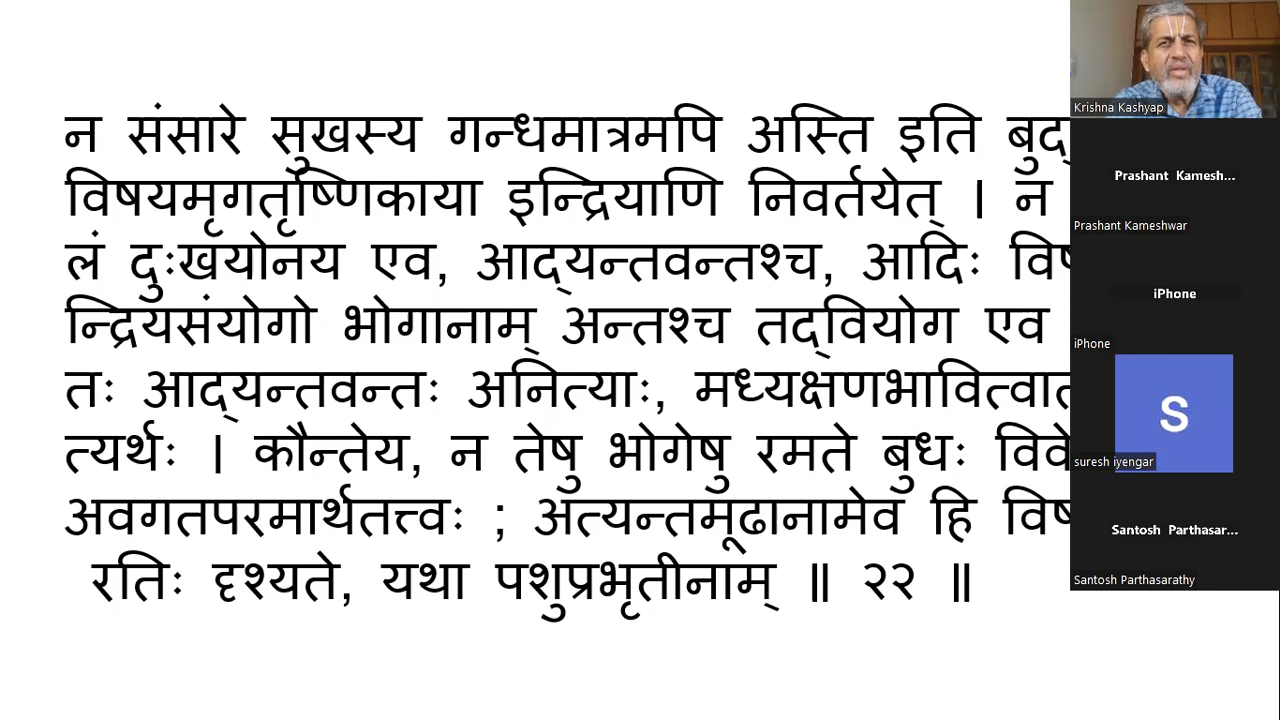 न संसारे सुखस्य गन्धमात्रमपि अस्ति इति
विषयमृगतृष्णिकाया इन्द्रियाणि निवर्तयेत् । न
लं दुःखयोनय एव, आद्यन्तवन्तश्च, आदिः
न्द्रियसंयोगो भोगानाम् अन्तश्च तद्वियोग एव
तः आद्यन्तवन्तः अनित्याः, मध्यक्षणभावित्वात्
त्यर्थः । कौन्तेय, न तेषु भोगेषु रमते बुधः
अवगतपरमार्थतत्त्वः ; अत्यन्तमूढानामेव हि
रतिः दृश्यते, यथा पशुप्रभृतीनाम् ॥ २२ ॥
Krishna Kashyap
Prashant Kamesh...
Prashant Kameshwar
iPhone
iPhone
S
suresh iyengar
Santosh Parthasar...
Santosh Parthasarathy